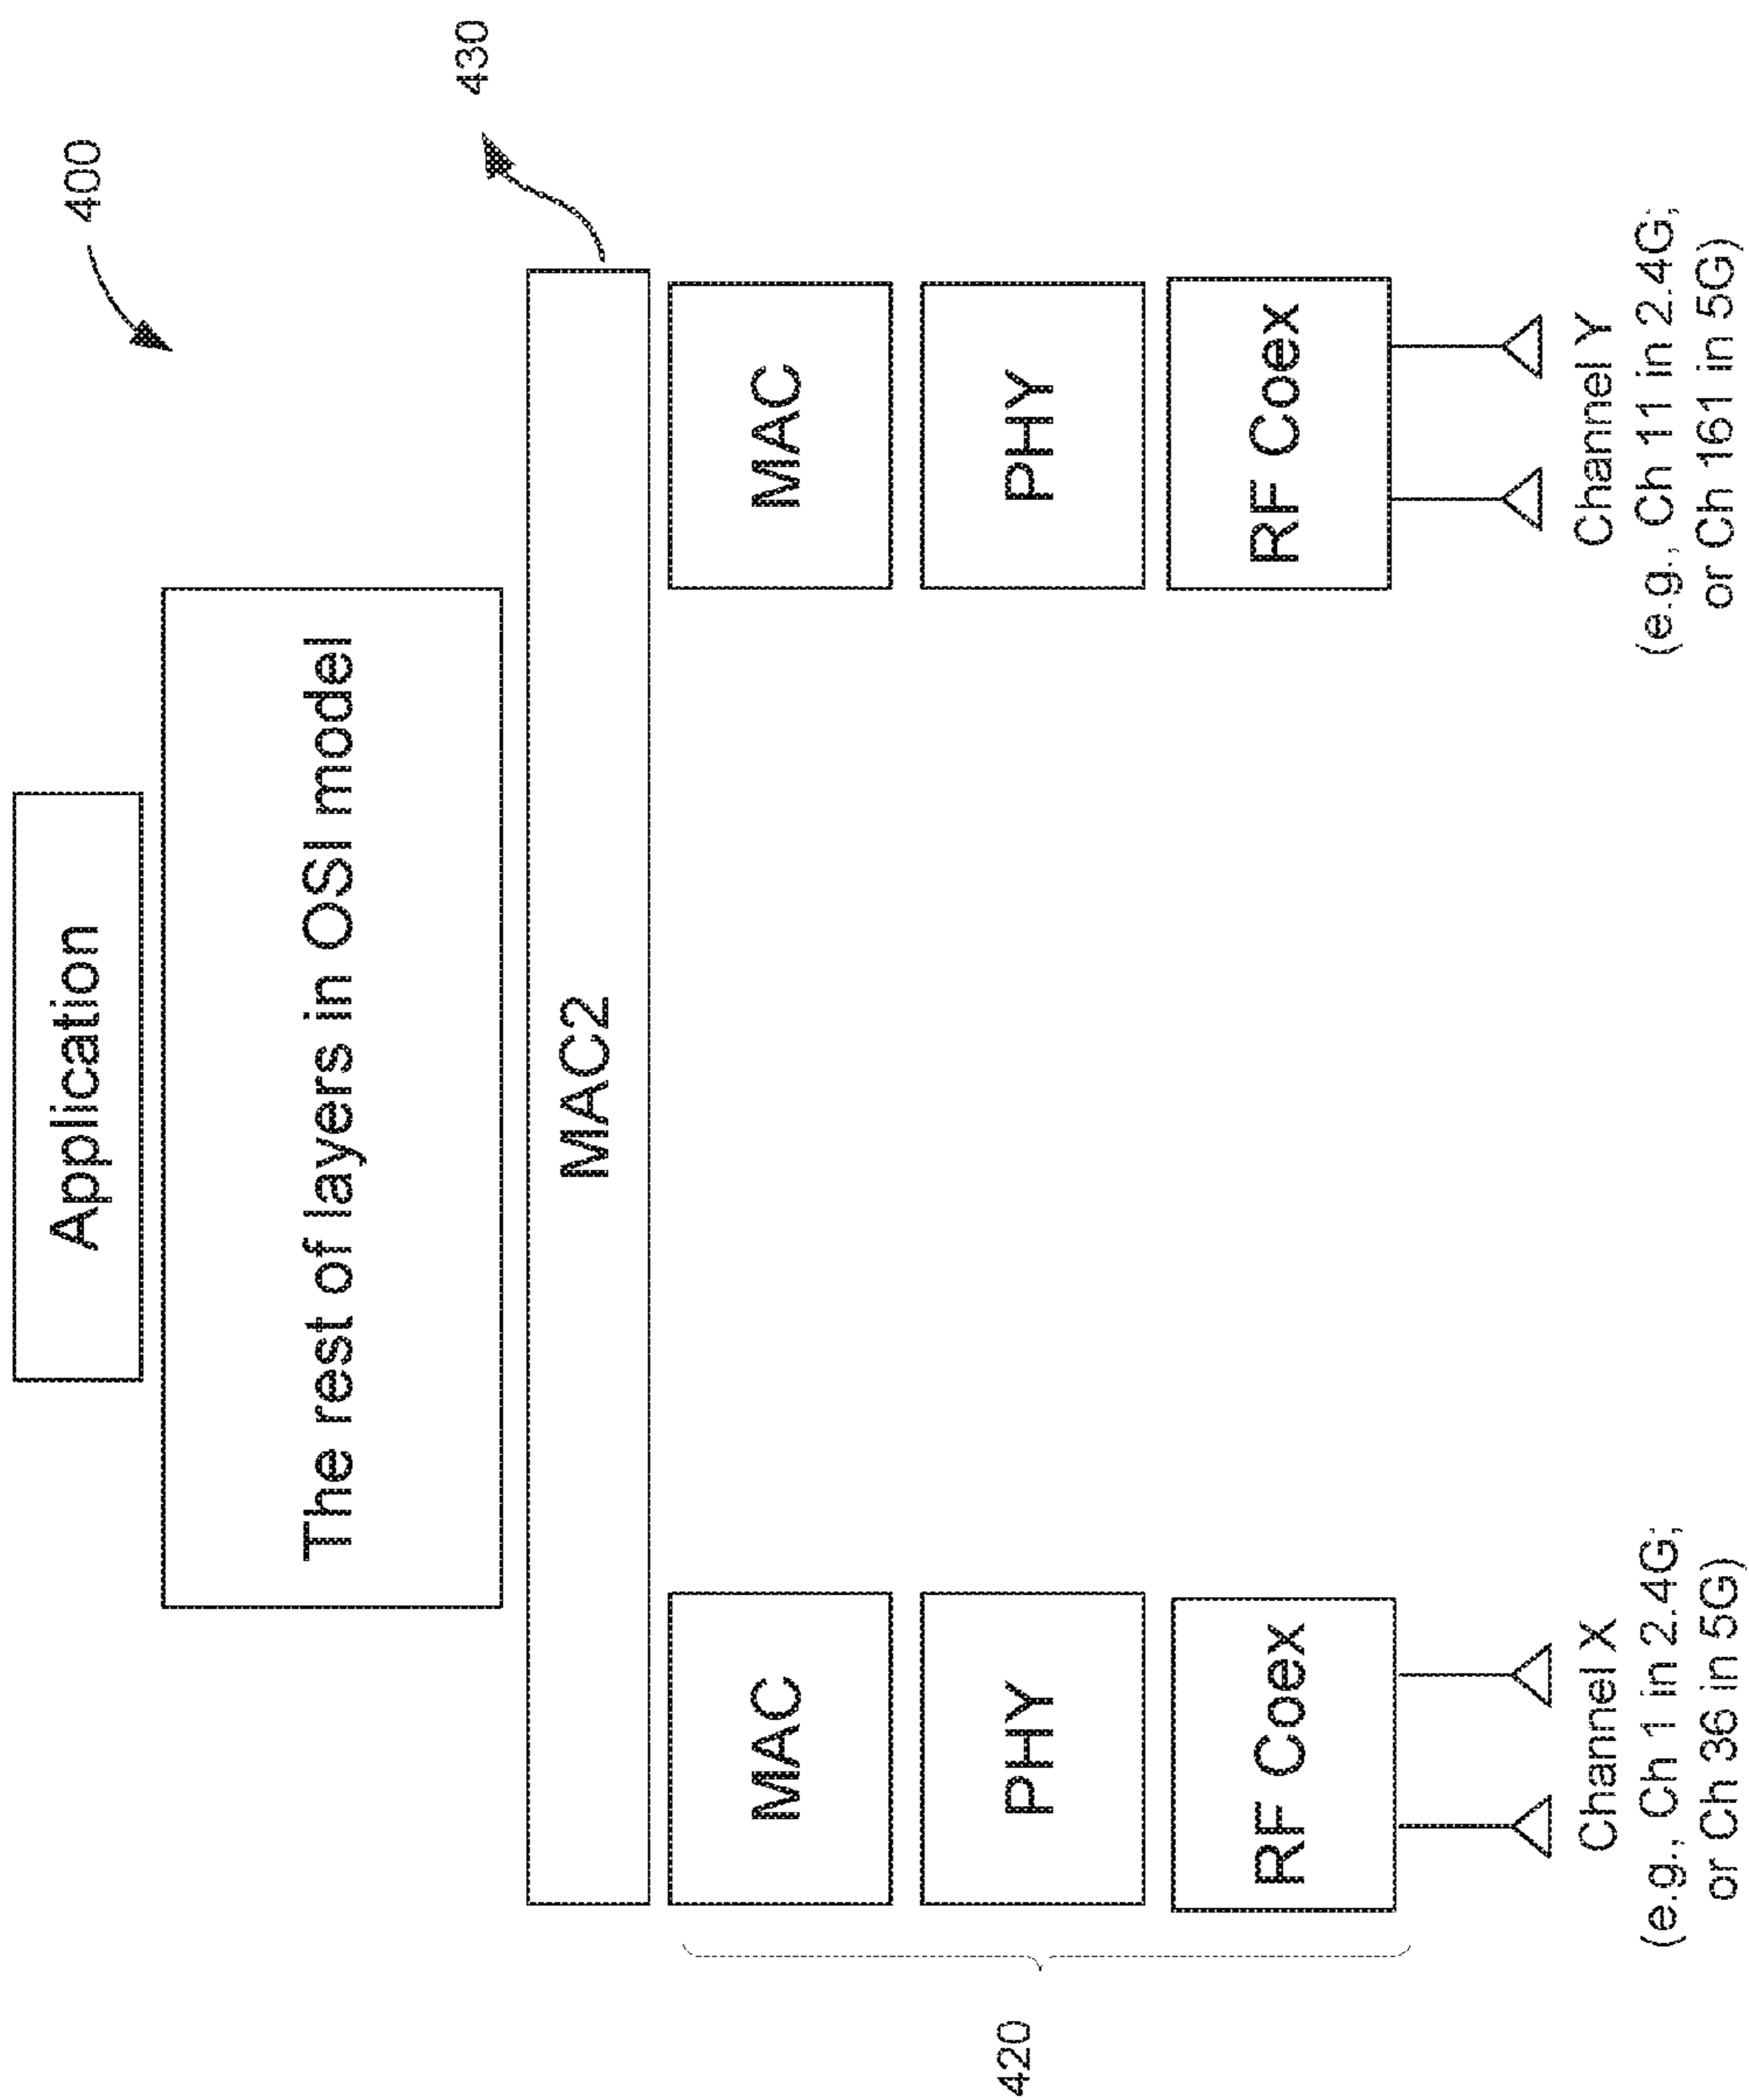 400
430
Application
The rest of layers in OSI model
MAC2
MAC
MAC
PHY
PHY
RF Coex
RF Coex
420
Channel X
(e.g., Ch 1 in 2.4G;
or Ch 36 in 5G)
Channel Y
(e.g., Ch 11 in 2.4G;
or Ch 161 in 5G)